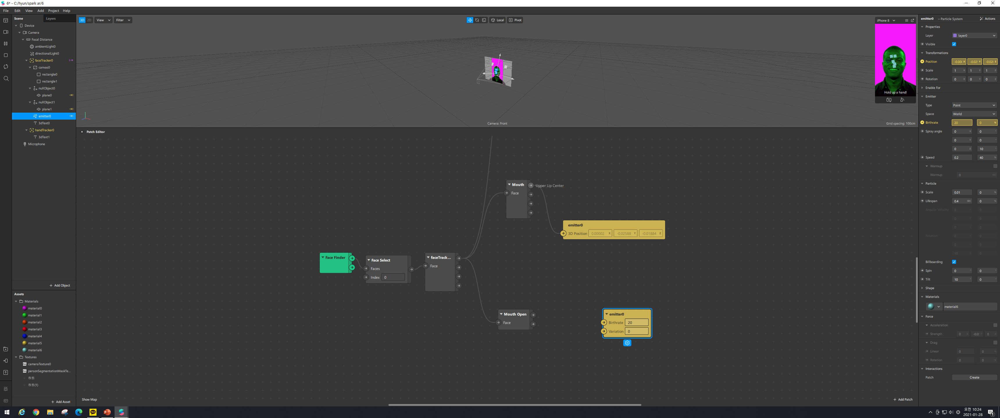 6* - C:/hyun/spark ar/6
File Edit View Add Project Help
Scene Layers
Device
Camera
Focal Distance
ambientLight0
directionalLight0
faceTracker0
canvas0
rectangle0
rectangle1
nullObject0
plane0
nullObject1
plane1
emitter0
3dText0
handTracker0
3dText1
Microphone
+ Add Object
Assets
Materials
material0
material1
material2
material3
material4
material5
material6
Textures
cameraTexture0
personSegmentationMaskTe...
하트
하트(1)
+ Add Asset
3D 2D View Filter
Local Pivot
Camera: Front
Grid spacing: 100cm
iPhone 8
Hold up a hand!
Patch Editor
Mouth
Face
Upper Lip Center
emitter0
3D Position 0.00002 X -0.02588 Y -0.01884 Z
Face Finder
Face Select
Faces
Index 0
faceTrack...
Face
Mouth Open
Face
emitter0
Birthrate 20
Variation 0
Show Map
+ Add Patch
emitter0 – Particle System Actions
Properties
Layer layer0
Visible
Transformations
Position X Y Z
Scale 1 X 1 Y 1 Z
Rotation 0 X 0 Y 0 Z
Enable For
Emitter
Type Point
Space World
Birthrate 20 0 %
Spray angle 0 X 0 °
0 Y 0 °
0 Z 10 °
Speed 0.2 40 %
Warmup
Warmup 0 SEC
Particle
Scale 0.01 0 %
Lifespan 0.4 SEC 0 %
Angular Velocity 0 0
0 0
0 0
Rotation 0 0
0 0
10 0
Billboarding
Spin 0 ° 0 °
Tilt 10 ° 0 °
Shape
Materials
material6
Force
Acceleration
Strength 0 0
Drag
Linear 0 0 %
Rotation 0 0 %
Interactions
Patch Create
TALK
오전 10:24
2021-01-28
1